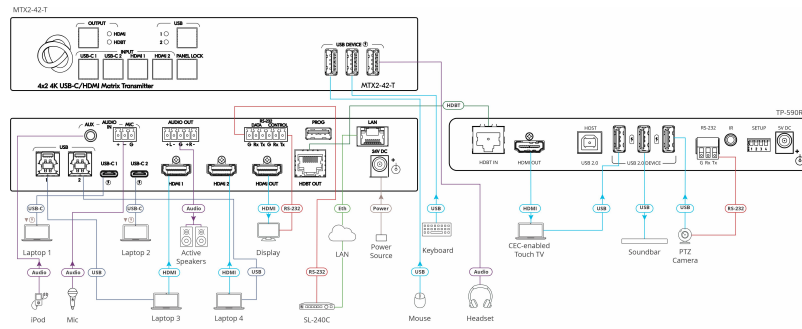 MTX2-42-T
OUTPUT
HDMI
HDBT
USB
1
2
INPUT
USB-C 1 USB-C 2 HDMI 1 HDMI 2 PANEL LOCK
4x2 4K USB-C/HDMI Matrix Transmitter
USB DEVICE
MTX2-42-T
HDBT
TP-590R
AUX
AUDIO IN
MIC
AUDIO OUT
RS-232
DATA CONTROL
G Rx Tx G Rx Tx
PROG
LAN
USB
1 2
USB-C 1 USB-C 2
+ - G
+L- G +R-
24V DC
HDMI 1 HDMI 2 HDMI OUT HDBT OUT
HDBT IN
HDMI OUT
HOST
USB 2.0
USB 2.0 DEVICE
RS-232
G Rx Tx
IR
SETUP
5V DC
USB-C USB-C Audio HDMI RS-232 Eth Power USB HDMI USB USB USB RS-232
Laptop 1
Laptop 2
Active Speakers
Display
LAN
Power Source
Keyboard
CEC-enabled Touch TV
Soundbar
PTZ Camera
Audio Audio USB HDMI HDMI USB RS-232 USB Audio
iPod
Mic
Laptop 3
Laptop 4
SL-240C
Mouse
Headset